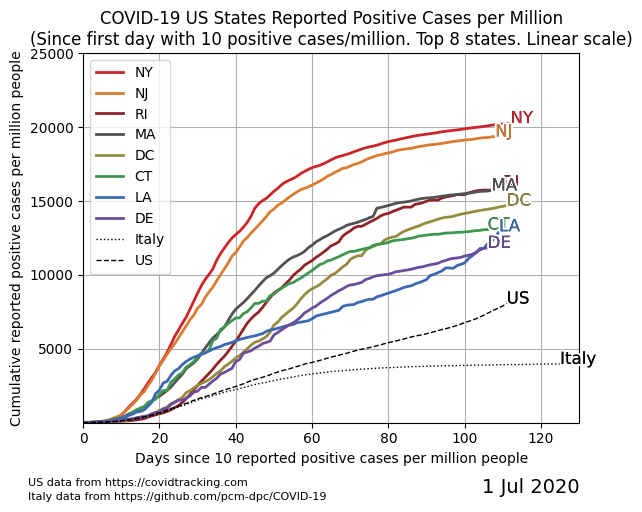 COVID-19 US States Reported Positive Cases per Million
(Since first day with 10 positive cases/million. Top 8 states. Linear scale)
Cumulative reported positive cases per million people
25000
20000
15000
10000
5000
NY
NJ
RI
MA
DC
CT
LA
DE
Italy
US
NY
NJ
RI
MA
DC
CT
LA
DE
US
Italy
0
20
40
60
80
100
120
Days since 10 reported positive cases per million people
US data from https://covidtracking.com
Italy data from https://github.com/pcm-dpc/COVID-19
1 Jul 2020